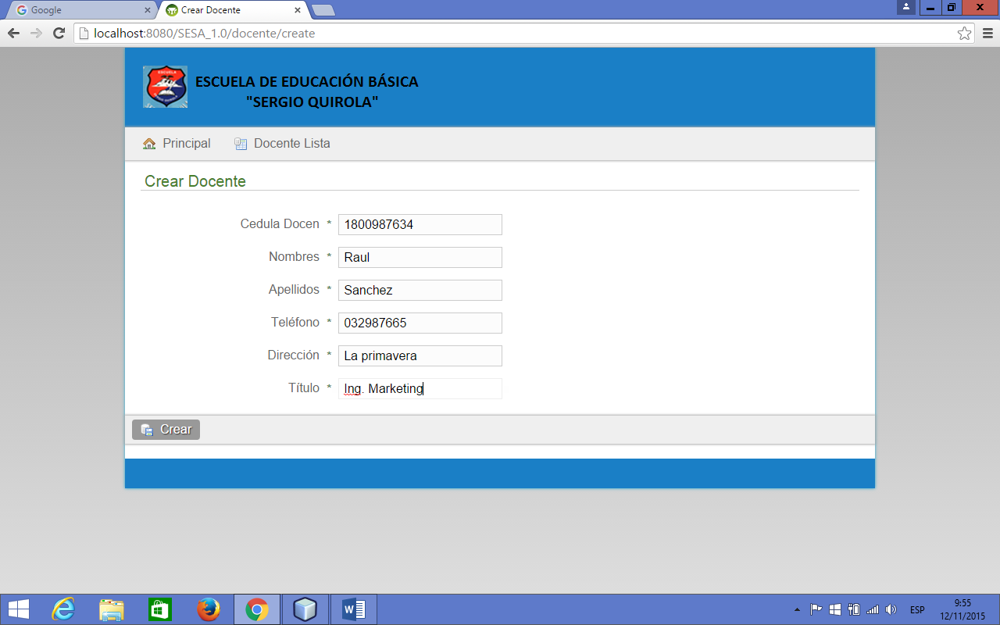 Google
Crear Docente
localhost:8080/SESA_1.0/docente/create
ESCUELA
ESCUELA DE EDUCACIÓN BÁSICA
"SERGIO QUIROLA"
Principal
Docente Lista
Crear Docente
Cedula Docen * 1800987634
Nombres * Raul
Apellidos * Sanchez
Teléfono * 032987665
Dirección * La primavera
Título * Ing. Marketing
Crear
ESP
9:55
12/11/2015